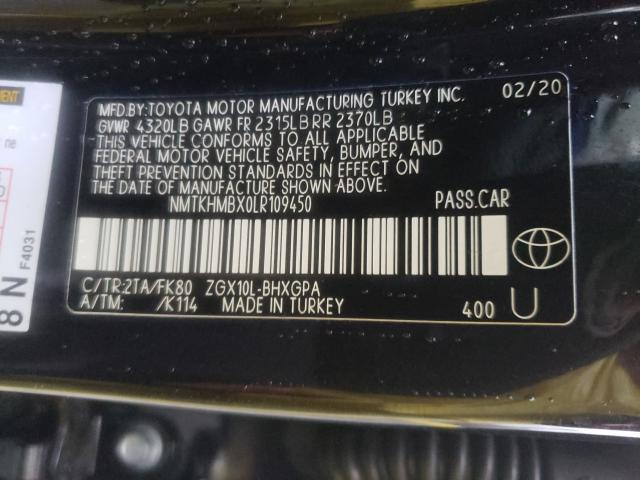 MFD.BY:TOYOTA MOTOR MANUFACTURING TURKEY INC. 02/20
GVWR 4320LB GAWR FR 2315LB RR 2370LB
THIS VEHICLE CONFORMS TO ALL APPLICABLE
FEDERAL MOTOR VEHICLE SAFETY, BUMPER, AND
THEFT PREVENTION STANDARDS IN EFFECT ON
THE DATE OF MANUFACTURE SHOWN ABOVE.
NMTKHMBX0LR109450 PASS.CAR
C/TR:2TA/FK80 ZGX10L-BHXGPA
A/TM: /K114 MADE IN TURKEY 400 U
ne
8 N
F4031